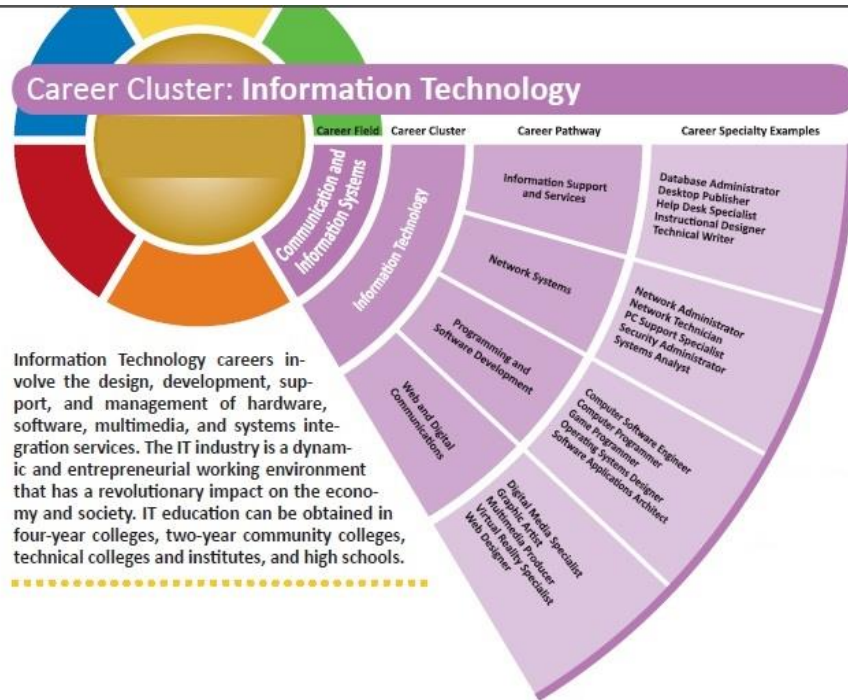 Career Cluster: Information Technology
Career Field
Career Cluster
Career Pathway
Career Specialty Examples
Communication and
Information Systems
Information Technology
Information Support
and Services
Database Administrator
Desktop Publisher
Help Desk Specialist
Instructional Designer
Technical Writer
Network Systems
Network Administrator
Network Technician
PC Support Specialist
Security Administrator
Systems Analyst
Programming and
Software Development
Computer Software Engineer
Computer Programmer
Game Programmer
Operating Systems Designer
Software Applications Architect
Web and Digital
Communications
Digital Media Specialist
Graphic Artist
Multimedia Producer
Virtual Reality Specialist
Web Designer
Information Technology careers in-
volve the design, development, sup-
port, and management of hardware,
software, multimedia, and systems inte-
gration services. The IT industry is a dynam-
ic and entrepreneurial working environment
that has a revolutionary impact on the econo-
my and society. IT education can be obtained in
four-year colleges, two-year community colleges,
technical colleges and institutes, and high schools.